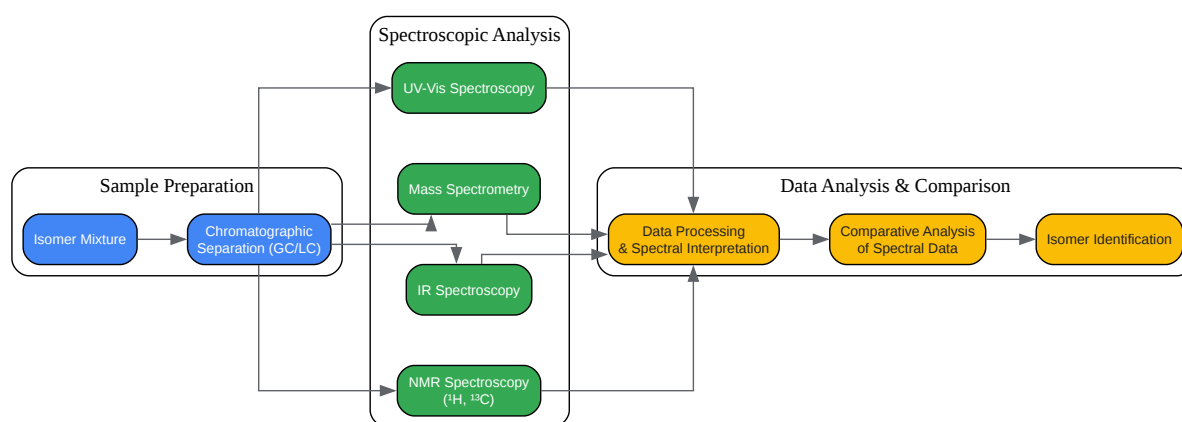 Sample Preparation
Isomer Mixture
Chromatographic
Separation (GC/LC)
Spectroscopic Analysis
UV-Vis Spectroscopy
Mass Spectrometry
IR Spectroscopy
NMR Spectroscopy
(¹H, ¹³C)
Data Analysis & Comparison
Data Processing
& Spectral Interpretation
Comparative Analysis
of Spectral Data
Isomer Identification